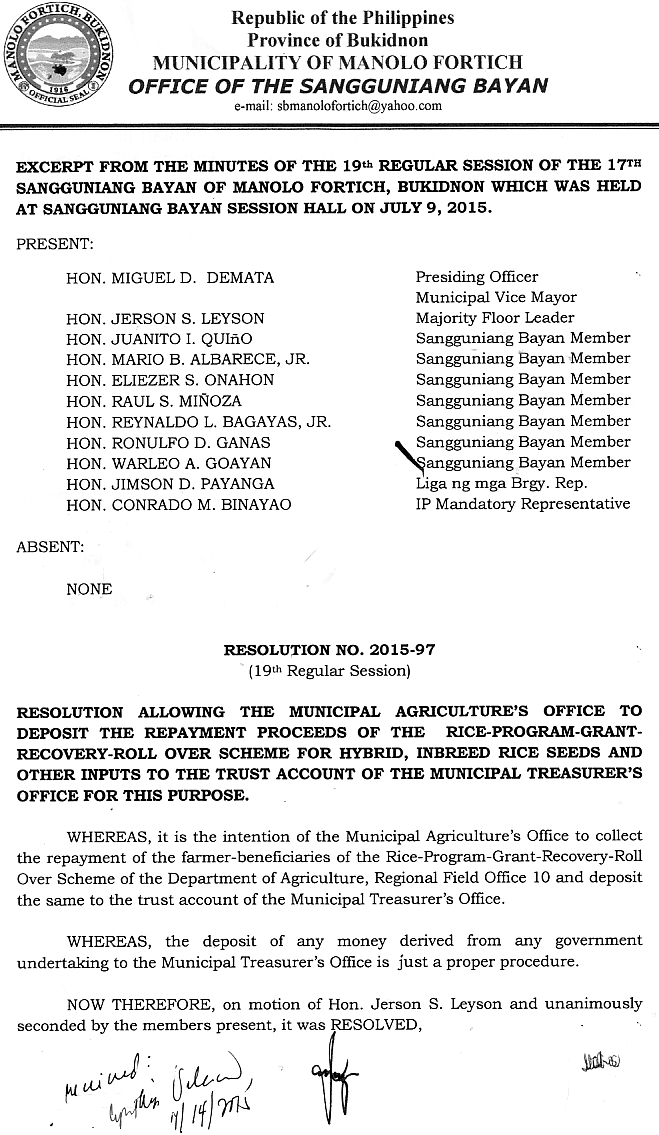 MANOLO FORTICH, BUKIDNON
1916
OFFICIAL SEAL
Republic of the Philippines
Province of Bukidnon
MUNICIPALITY OF MANOLO FORTICH
OFFICE OF THE SANGGUNIANG BAYAN
e-mail: sbmanolofortich@yahoo.com
EXCERPT FROM THE MINUTES OF THE 19th REGULAR SESSION OF THE 17TH
SANGGUNIANG BAYAN OF MANOLO FORTICH, BUKIDNON WHICH WAS HELD
AT SANGGUNIANG BAYAN SESSION HALL ON JULY 9, 2015.
PRESENT:
HON. MIGUEL D. DEMATA Presiding Officer
Municipal Vice Mayor
HON. JERSON S. LEYSON Majority Floor Leader
HON. JUANITO I. QUIñO Sangguniang Bayan Member
HON. MARIO B. ALBARECE, JR. Sangguniang Bayan Member
HON. ELIEZER S. ONAHON Sangguniang Bayan Member
HON. RAUL S. MIÑOZA Sangguniang Bayan Member
HON. REYNALDO L. BAGAYAS, JR. Sangguniang Bayan Member
HON. RONULFO D. GANAS Sangguniang Bayan Member
HON. WARLEO A. GOAYAN Sangguniang Bayan Member
HON. JIMSON D. PAYANGA Liga ng mga Brgy. Rep.
HON. CONRADO M. BINAYAO IP Mandatory Representative
ABSENT:
NONE
RESOLUTION NO. 2015-97
(19th Regular Session)
RESOLUTION ALLOWING THE MUNICIPAL AGRICULTURE'S OFFICE TO
DEPOSIT THE REPAYMENT PROCEEDS OF THE RICE-PROGRAM-GRANT-
RECOVERY-ROLL OVER SCHEME FOR HYBRID, INBREED RICE SEEDS AND
OTHER INPUTS TO THE TRUST ACCOUNT OF THE MUNICIPAL TREASURER'S
OFFICE FOR THIS PURPOSE.
WHEREAS, it is the intention of the Municipal Agriculture's Office to collect
the repayment of the farmer-beneficiaries of the Rice-Program-Grant-Recovery-Roll
Over Scheme of the Department of Agriculture, Regional Field Office 10 and deposit
the same to the trust account of the Municipal Treasurer's Office.
WHEREAS, the deposit of any money derived from any government
undertaking to the Municipal Treasurer's Office is just a proper procedure.
NOW THEREFORE, on motion of Hon. Jerson S. Leyson and unanimously
seconded by the members present, it was RESOLVED,
received:
/14/2015